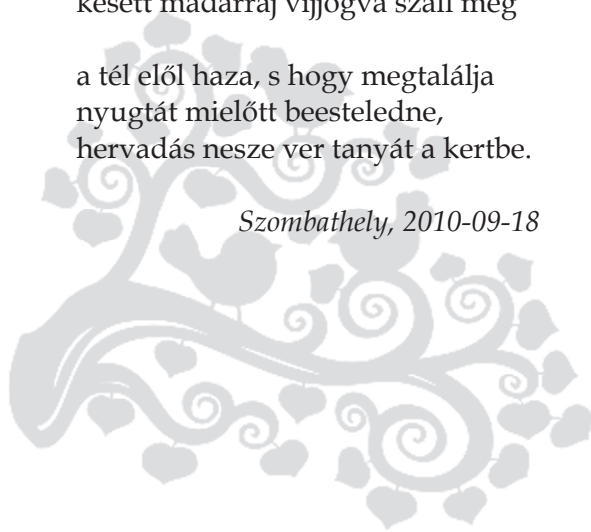 késett madárraj vijjogva száll meg
a tél elől haza, s hogy megtalálja
nyugtát mielőtt beesteledne,
hervadás nesze ver tanyát a kertbe.
Szombathely, 2010-09-18